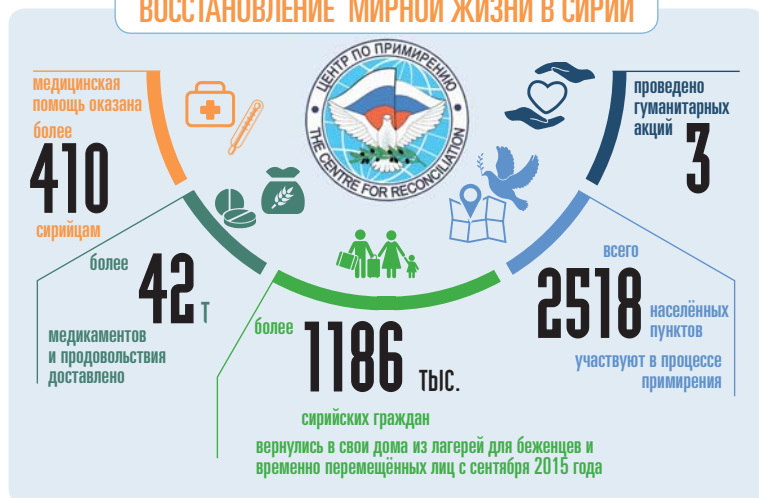 ВОССТАНОВЛЕНИЕ МИРНОЙ ЖИЗНИ В СИРИИ
ЦЕНТР ПО ПРИМИРЕНИЮ
THE CENTRE FOR RECONCILIATION
медицинская
помощь оказана
более
410
сирийцам
более
42 т
медикаментов
и продовольствия
доставлено
более
1186 тыс.
сирийских граждан
вернулись в свои дома из лагерей для беженцев и
временно перемещённых лиц с сентября 2015 года
всего
2518
населённых
пунктов
участвуют в процессе
примирения
проведено
гуманитарных
акций
3